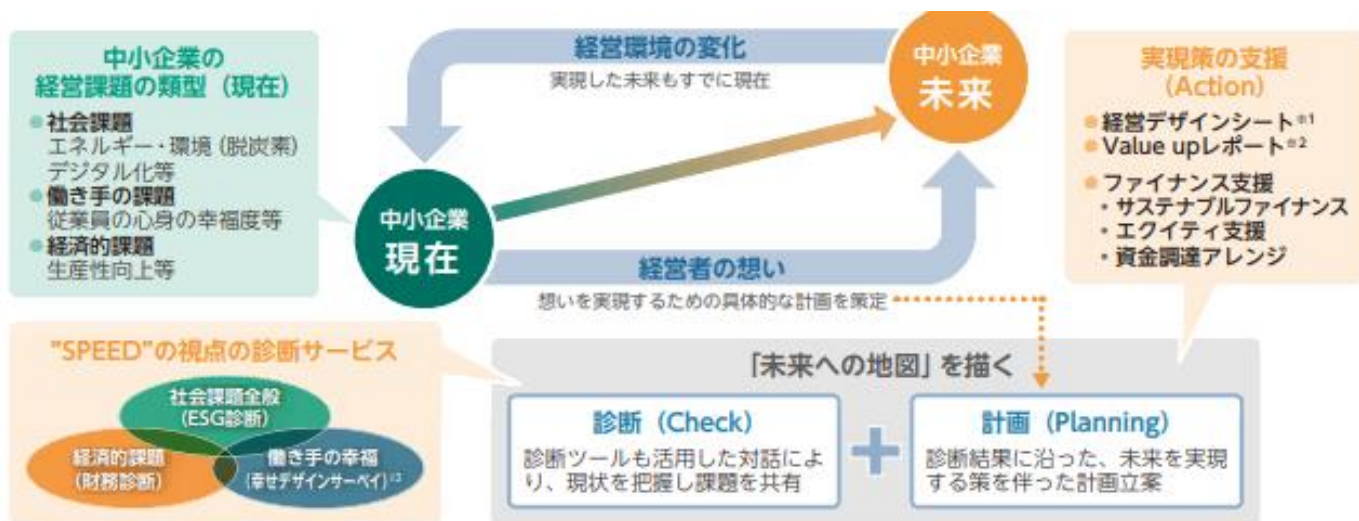 中小企業の
経営課題の類型（現在）
●社会課題
エネルギー・環境（脱炭素）
デジタル化等
●働き手の課題
従業員の心身の幸福度等
●経済的課題
生産性向上等
経営環境の変化
実現した未来もすでに現在
中小企業
未来
中小企業
現在
経営者の想い
想いを実現するための具体的な計画を策定
実現策の支援
（Action）
●経営デザインシート※1
●Value upレポート※2
●ファイナンス支援
・サステナブルファイナンス
・エクイティ支援
・資金調達アレンジ
"SPEED"の視点の診断サービス
社会課題全般
（ESG診断）
経済的課題
（財務診断）
働き手の幸福
（幸せデザインサーベイ）※3
「未来への地図」を描く
診断（Check）
診断ツールも活用した対話によ
り、現状を把握し課題を共有
+
計画（Planning）
診断結果に沿った、未来を実現
する策を伴った計画立案